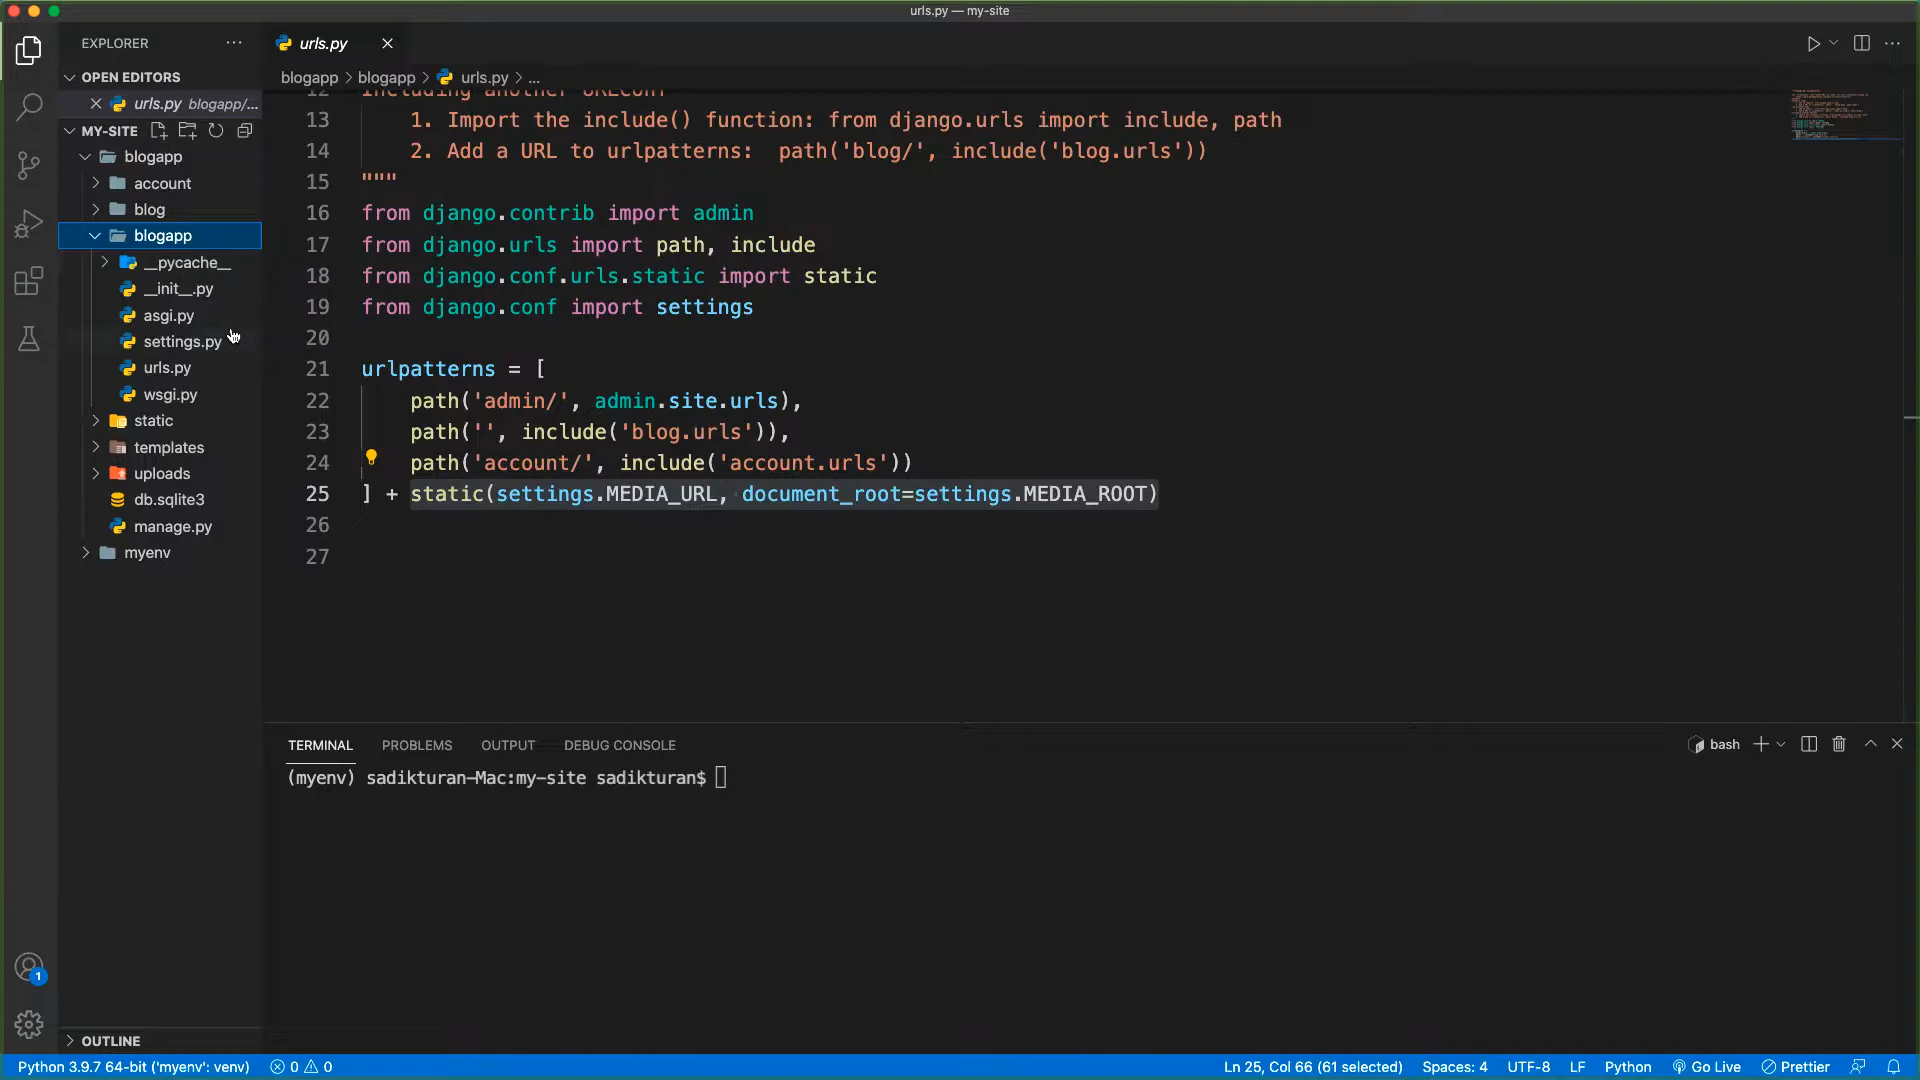 urls.py — my-site
EXPLORER
OPEN EDITORS
urls.py blogapp/...
MY-SITE
blogapp
account
blog
blogapp
__pycache__
__init__.py
asgi.py
settings.py
urls.py
wsgi.py
static
templates
uploads
db.sqlite3
manage.py
myenv
OUTLINE
urls.py
blogapp > blogapp > urls.py > ...
12 Including another URLconf
13 1. Import the include() function: from django.urls import include, path
14 2. Add a URL to urlpatterns: path('blog/', include('blog.urls'))
15 """
16 from django.contrib import admin
17 from django.urls import path, include
18 from django.conf.urls.static import static
19 from django.conf import settings
20
21 urlpatterns = [
22 path('admin/', admin.site.urls),
23 path('', include('blog.urls')),
24 path('account/', include('account.urls'))
25 ] + static(settings.MEDIA_URL, document_root=settings.MEDIA_ROOT)
26
27
TERMINAL PROBLEMS OUTPUT DEBUG CONSOLE
bash
(myenv) sadikturan-Mac:my-site sadikturan$
1
Python 3.9.7 64-bit ('myenv': venv) 0 0
Ln 25, Col 66 (61 selected) Spaces: 4 UTF-8 LF Python Go Live Prettier